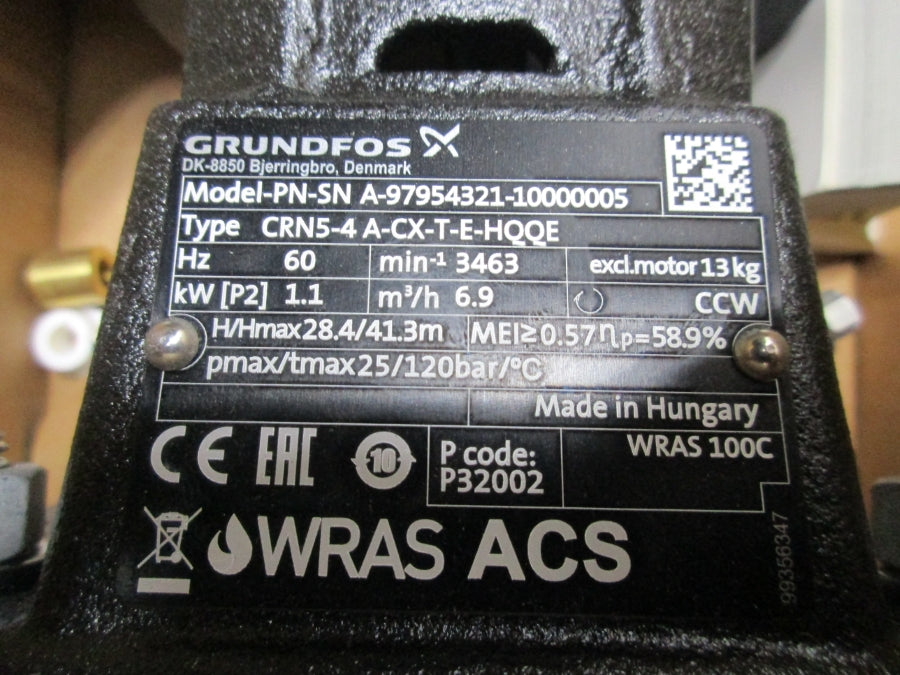 GRUNDFOS
DK-8850 Bjerringbro, Denmark
Model-PN-SN A-97954321-10000005
Type CRN5-4 A-CX-T-E-HQQE
Hz 60 min⁻¹ 3463 excl.motor 13 kg
kW [P2] 1.1 m³/h 6.9 CCW
H/Hmax 28.4/41.3 m MEI≥0.57 ηp=58.9%
pmax/tmax 25/120 bar/°C
Made in Hungary
CE EAC 10 P code: WRAS 100C
P32002
WRAS ACS
99356347